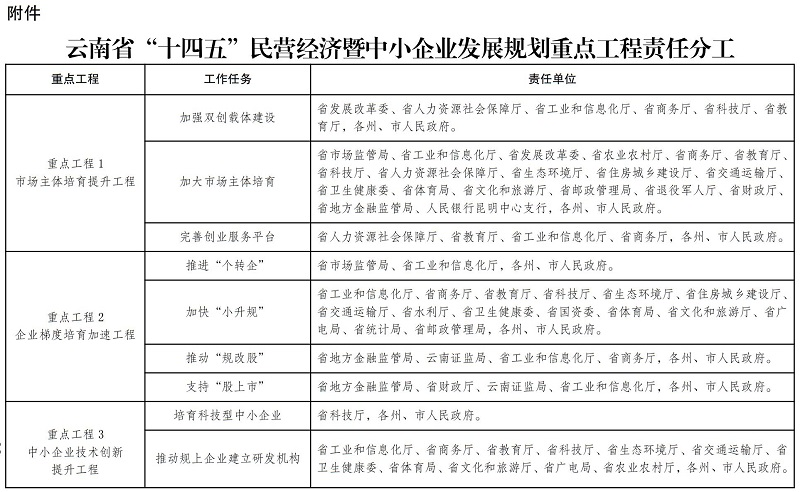 附件
云南省“十四五”民营经济暨中小企业发展规划重点工程责任分工
重点工程
工作任务
责任单位
重点工程 1
市场主体培育提升工程
加强双创载体建设
省发展改革委、省人力资源社会保障厅、省工业和信息化厅、省商务厅、省科技厅、省教
育厅，各州、市人民政府。
加大市场主体培育
省市场监管局、省工业和信息化厅、省发展改革委、省农业农村厅、省商务厅、省教育厅、
省科技厅、省人力资源社会保障厅、省生态环境厅、省住房城乡建设厅、省交通运输厅、
省卫生健康委、省体育局、省文化和旅游厅、省邮政管理局、省退役军人厅、省财政厅、
省地方金融监管局、人民银行昆明中心支行，各州、市人民政府。
完善创业服务平台
省人力资源社会保障厅、省教育厅、省工业和信息化厅、省商务厅，各州、市人民政府。
重点工程 2
企业梯度培育加速工程
推进“个转企”
省市场监管局、省工业和信息化厅，各州、市人民政府。
加快“小升规”
省工业和信息化厅、省商务厅、省教育厅、省科技厅、省生态环境厅、省住房城乡建设厅、
省交通运输厅、省水利厅、省卫生健康委、省国资委、省体育局、省文化和旅游厅、省广
电局、省统计局、省邮政管理局，各州、市人民政府。
推动“规改股”
省地方金融监管局、云南证监局、省工业和信息化厅、省商务厅，各州、市人民政府。
支持“股上市”
省地方金融监管局、省财政厅、云南证监局、省工业和信息化厅，各州、市人民政府。
重点工程 3
中小企业技术创新
提升工程
培育科技型中小企业
省科技厅，各州、市人民政府。
推动规上企业建立研发机构
省工业和信息化厅、省商务厅、省教育厅、省科技厅、省生态环境厅、省交通运输厅、省
卫生健康委、省体育局、省文化和旅游厅、省广电局、省农业农村厅，各州、市人民政府。